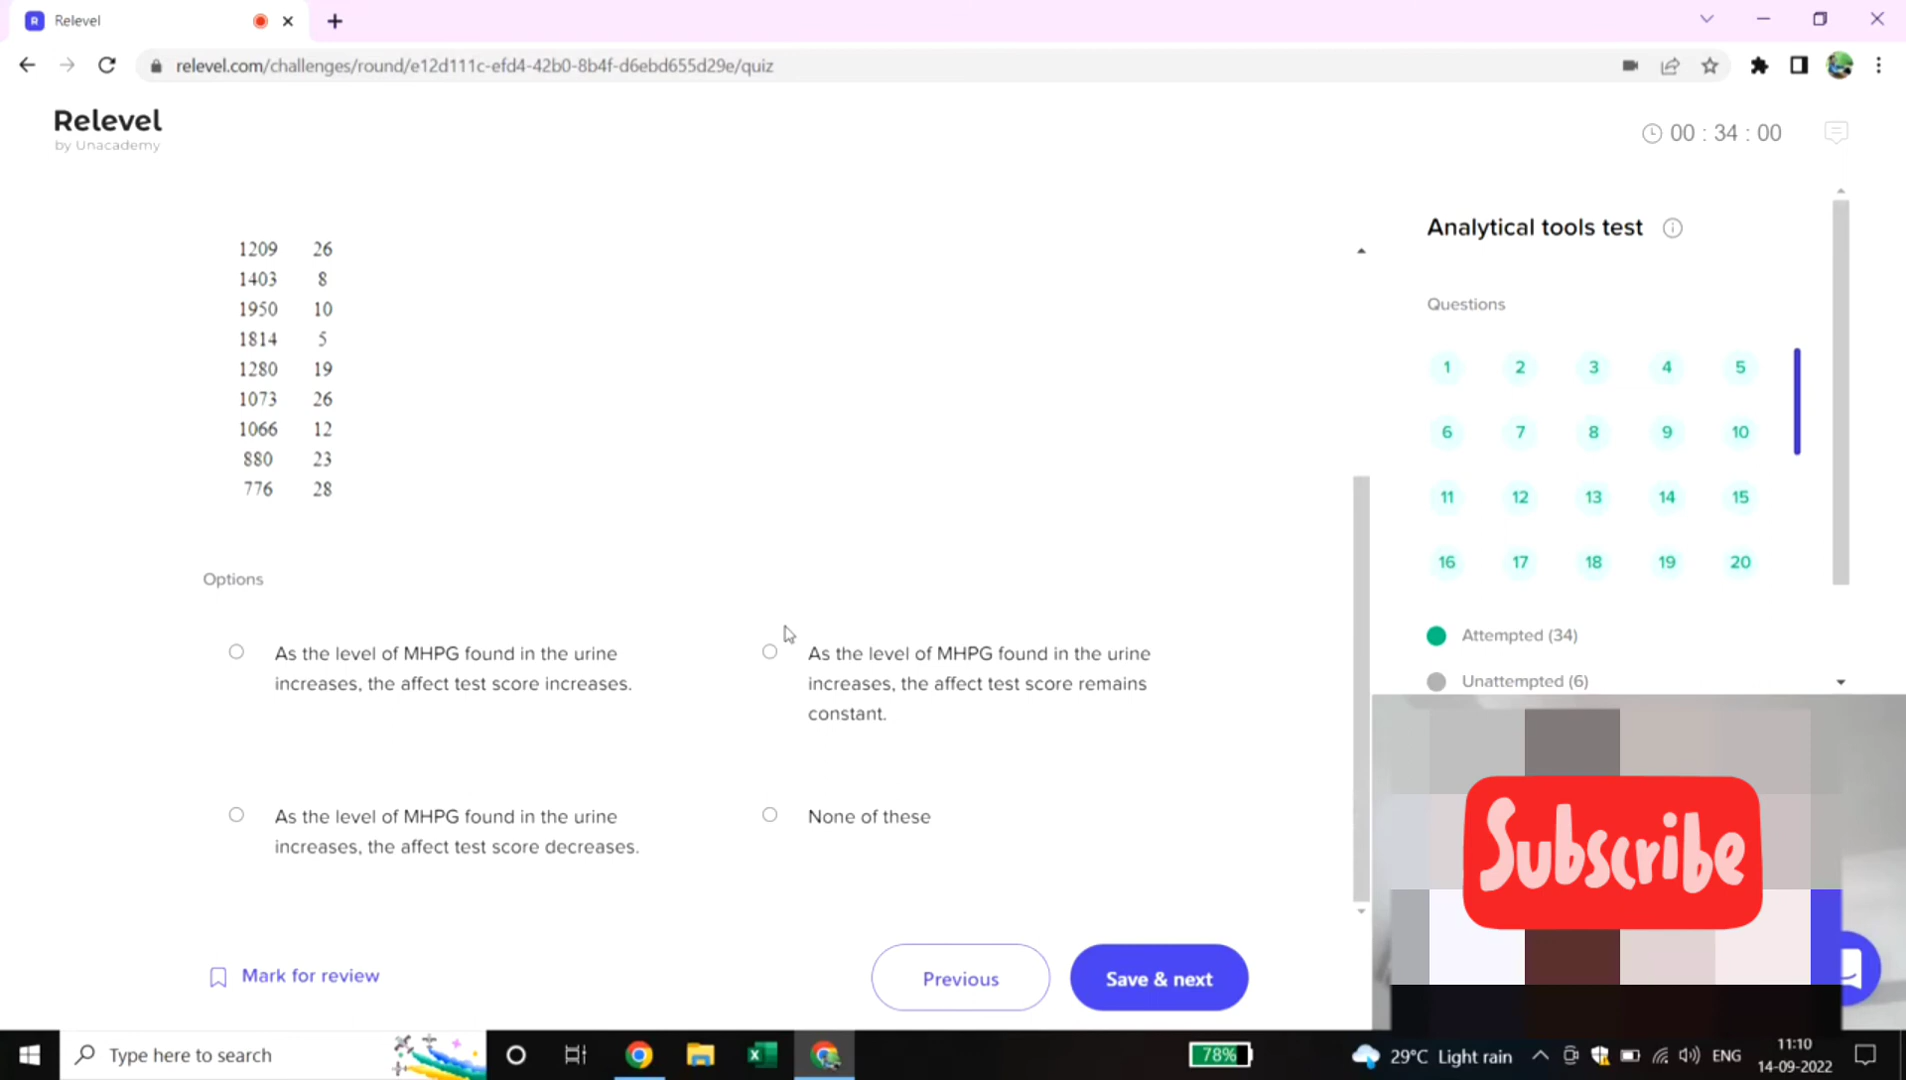 R Relevel
relevel.com/challenges/round/e12d111c-efd4-42b0-8b4f-d6ebd655d29e/quiz
Relevel
by Unacademy
00 : 34 : 00
1209 26
1403 8
1950 10
1814 5
1280 19
1073 26
1066 12
880 23
776 28
Options
As the level of MHPG found in the urine
increases, the affect test score increases.
As the level of MHPG found in the urine
increases, the affect test score remains
constant.
As the level of MHPG found in the urine
increases, the affect test score decreases.
None of these
Mark for review
Previous
Save & next
Analytical tools test
Questions
1 2 3 4 5
6 7 8 9 10
11 12 13 14 15
16 17 18 19 20
Attempted (34)
Unattempted (6)
Subscribe
Type here to search
78%
29°C Light rain
ENG
11:10
14-09-2022